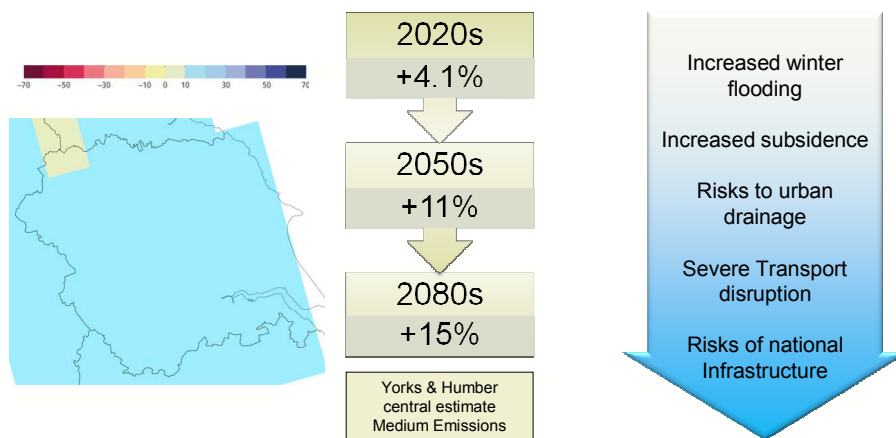 −70 −50 −30 −10 0 10 30 50 70
2020s
+4.1%
2050s
+11%
2080s
+15%
Yorks & Humber
central estimate
Medium Emissions
Increased winter
flooding
Increased subsidence
Risks to urban
drainage
Severe Transport
disruption
Risks of national
Infrastructure